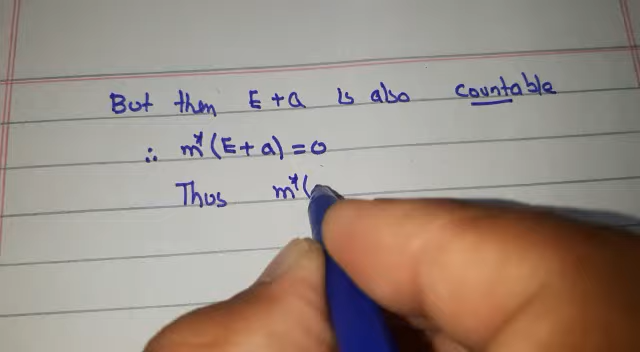 But then E+a is also countable
∴ m*(E+a)=0
Thus m*(